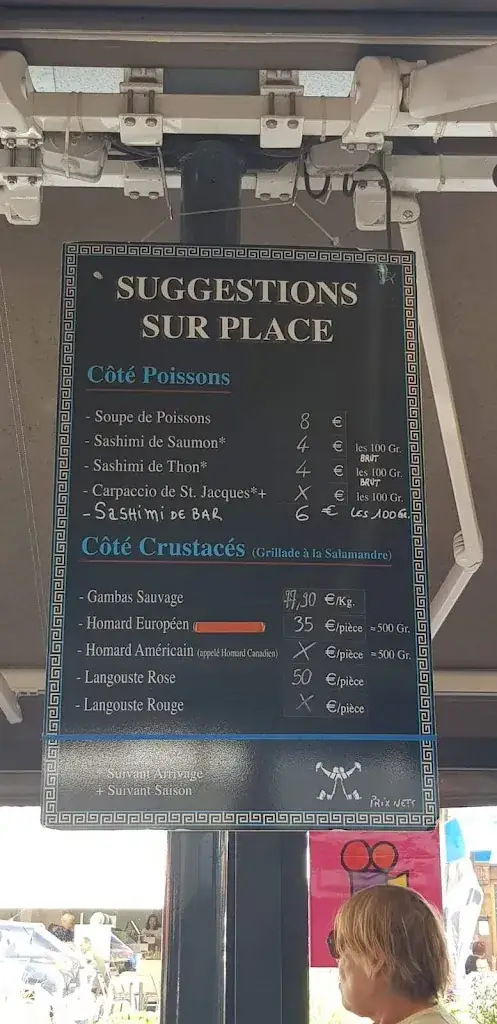 SUGGESTIONS
SUR PLACE
Côté Poissons
- Soupe de Poissons 8 €
- Sashimi de Saumon* 4 € les 100 Gr.
BRUT
- Sashimi de Thon* 4 € les 100 Gr.
BRUT
- Carpaccio de St. Jacques*+ X € les 100 Gr.
- SASHIMI DE BAR 6 € LES 100 GR.
Côté Crustacés (Grillade à la Salamandre)
- Gambas Sauvage 77,90 €/Kg.
- Homard Européen 35 €/pièce ≈500 Gr.
- Homard Américain (appelé Homard Canadien) X €/pièce ≈500 Gr.
- Langouste Rose 50 €/pièce
- Langouste Rouge X €/pièce
Suivant Arrivage
+ Suivant Saison
PRIX NETS